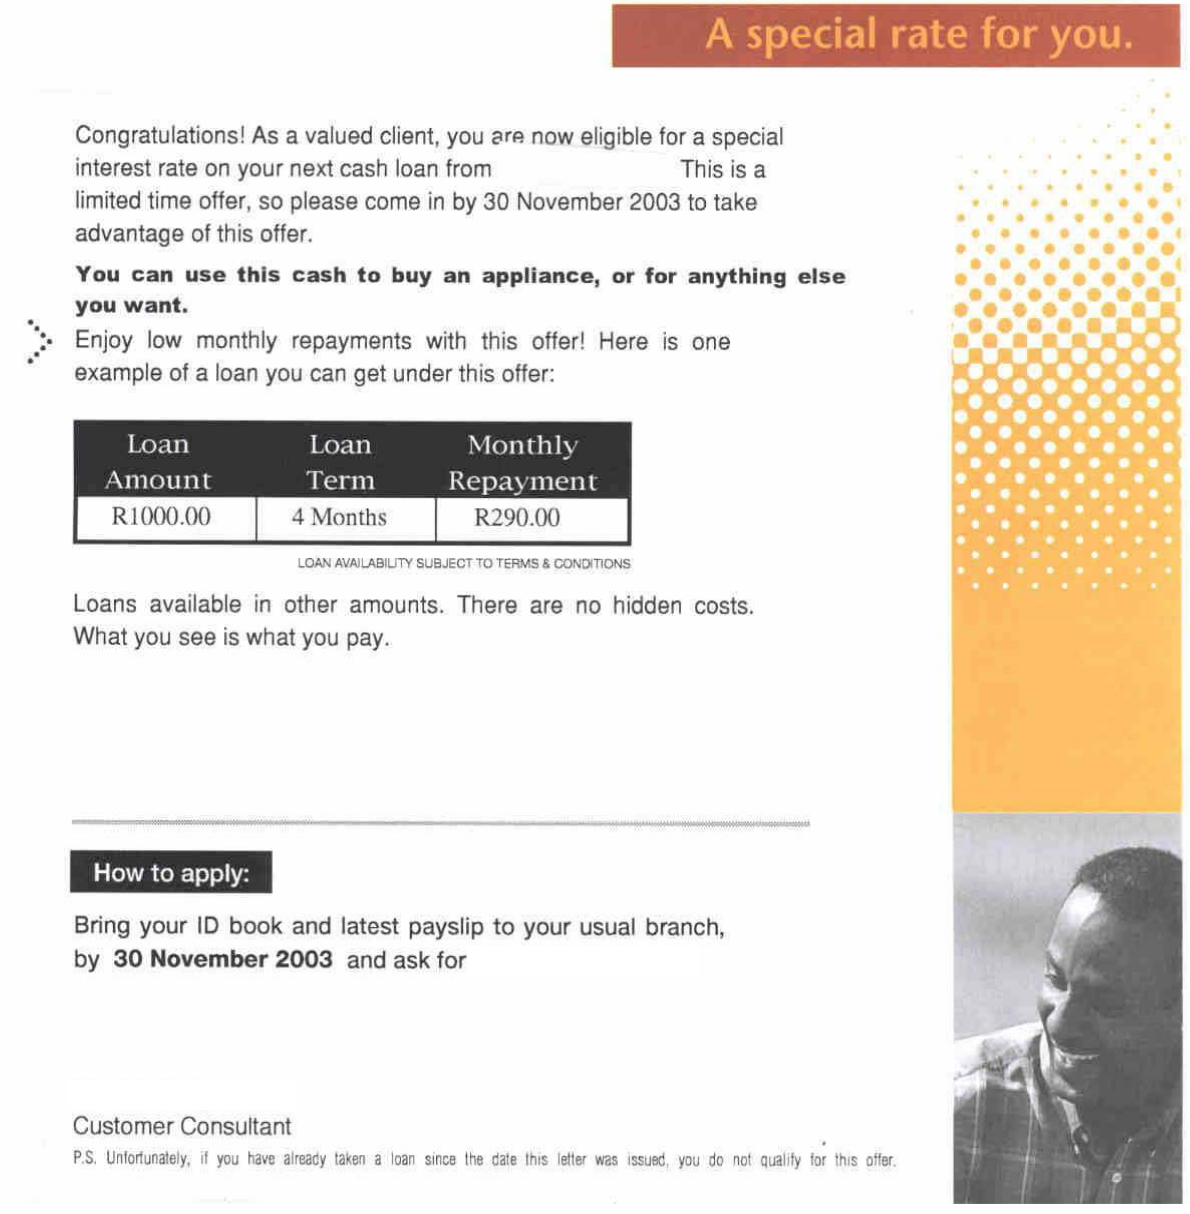 A special rate for you.
Congratulations! As a valued client, you are now eligible for a special
interest rate on your next cash loan from This is a
limited time offer, so please come in by 30 November 2003 to take
advantage of this offer.
You can use this cash to buy an appliance, or for anything else
you want.
Enjoy low monthly repayments with this offer! Here is one
example of a loan you can get under this offer:
Loan Loan Monthly
Amount Term Repayment
R1000.00 4 Months R290.00
LOAN AVAILABILITY SUBJECT TO TERMS & CONDITIONS
Loans available in other amounts. There are no hidden costs.
What you see is what you pay.
How to apply:
Bring your ID book and latest payslip to your usual branch,
by 30 November 2003 and ask for
Customer Consultant
P.S. Unfortunately, if you have already taken a loan since the date this letter was issued, you do not qualify for this offer.